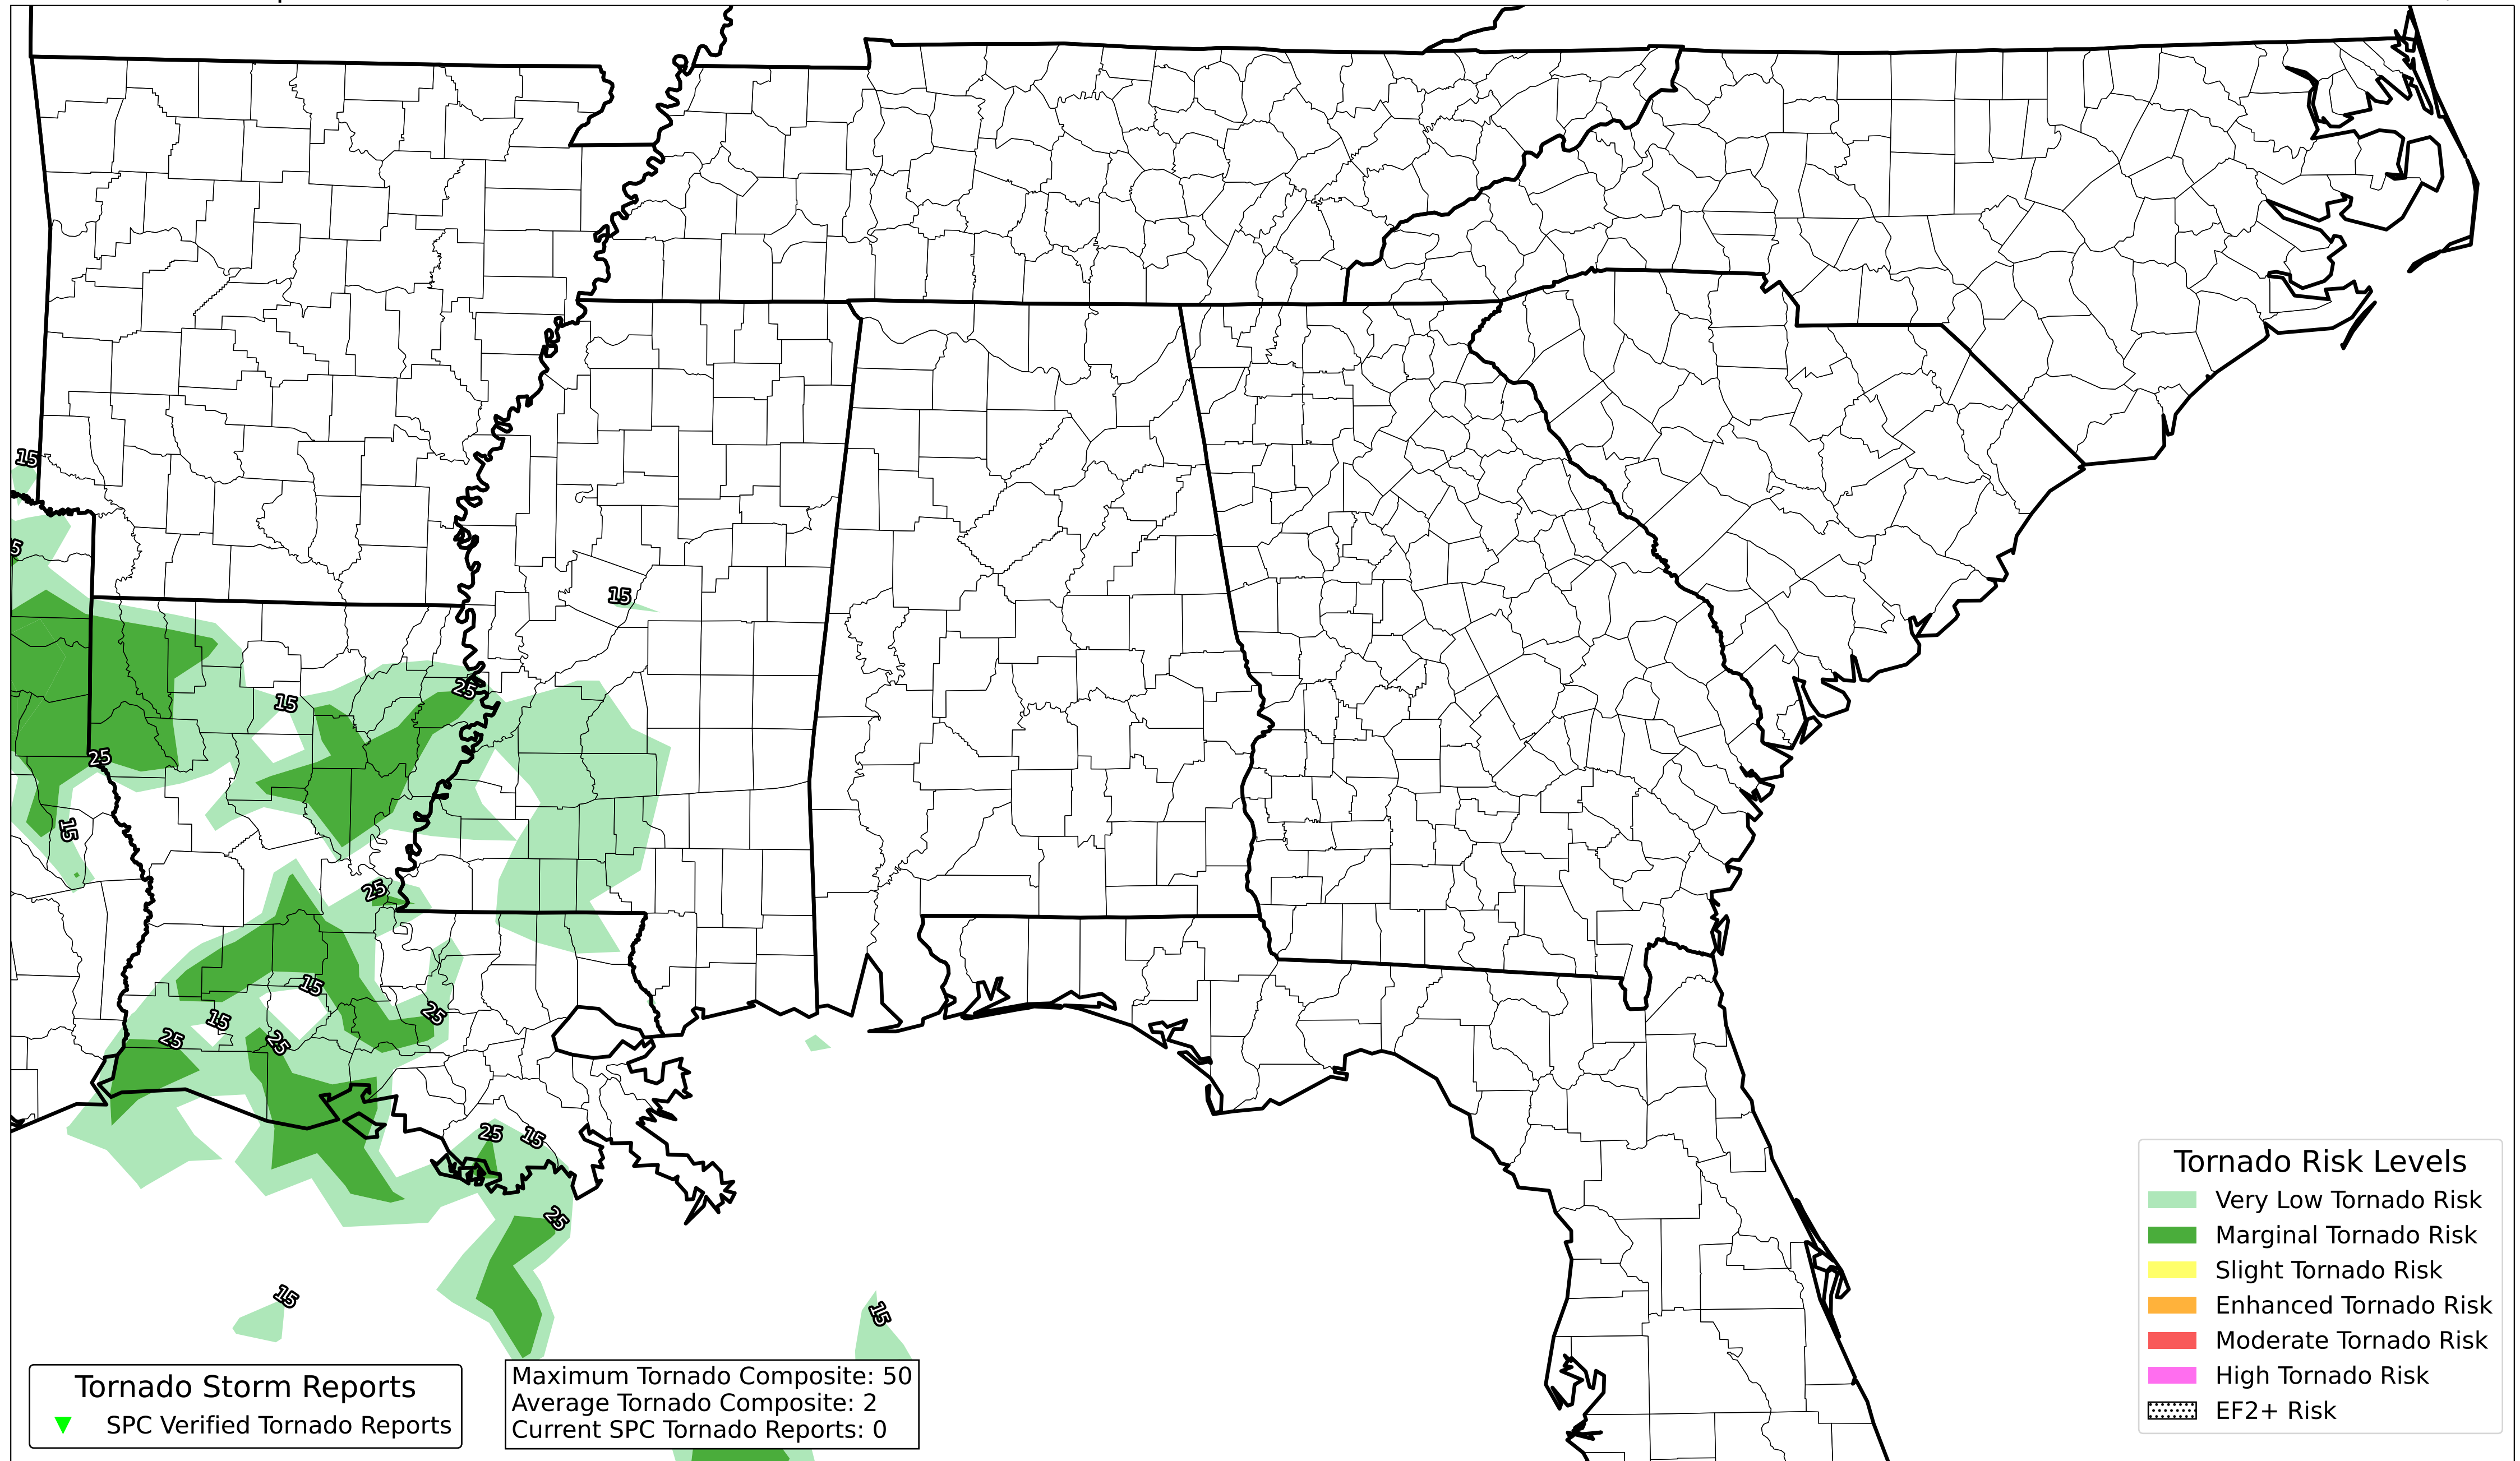 15
5
15
25
15
25
15
25
15
15
25
25
25
25
15
25
15
15
Tornado Risk Levels
Very Low Tornado Risk
Marginal Tornado Risk
Slight Tornado Risk
Enhanced Tornado Risk
Moderate Tornado Risk
High Tornado Risk
EF2+ Risk
Tornado Storm Reports
SPC Verified Tornado Reports
Maximum Tornado Composite: 50
Average Tornado Composite: 2
Current SPC Tornado Reports: 0